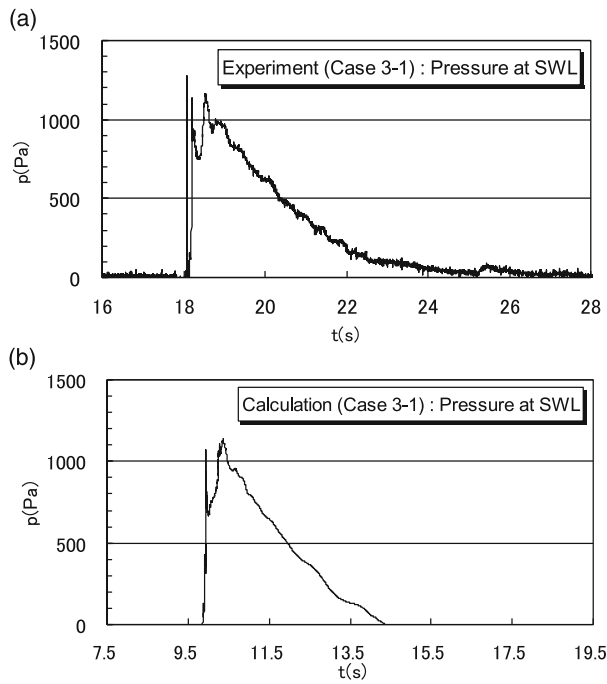 (a)
1500
Experiment (Case 3-1) : Pressure at SWL
1000
p(Pa)
500
0
16 18 20 22 24 26 28
t(s)
(b)
1500
Calculation (Case 3-1) : Pressure at SWL
1000
p(Pa)
500
0
7.5 9.5 11.5 13.5 15.5 17.5 19.5
t(s)